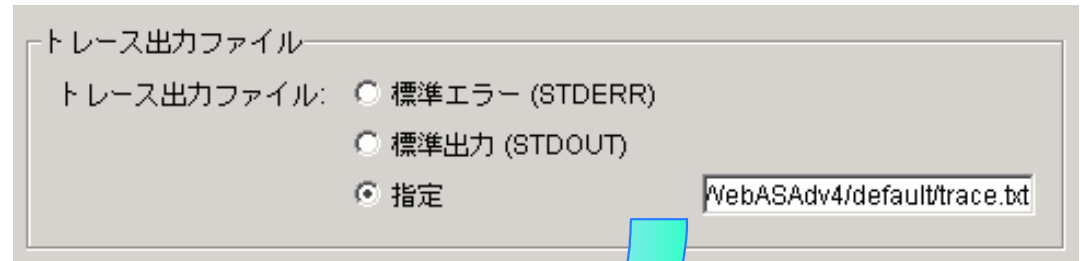 トレース出力ファイル
トレース出力ファイル: 標準エラー (STDERR)
標準出力 (STDOUT)
指定 WebASAdv4/default/trace.txt